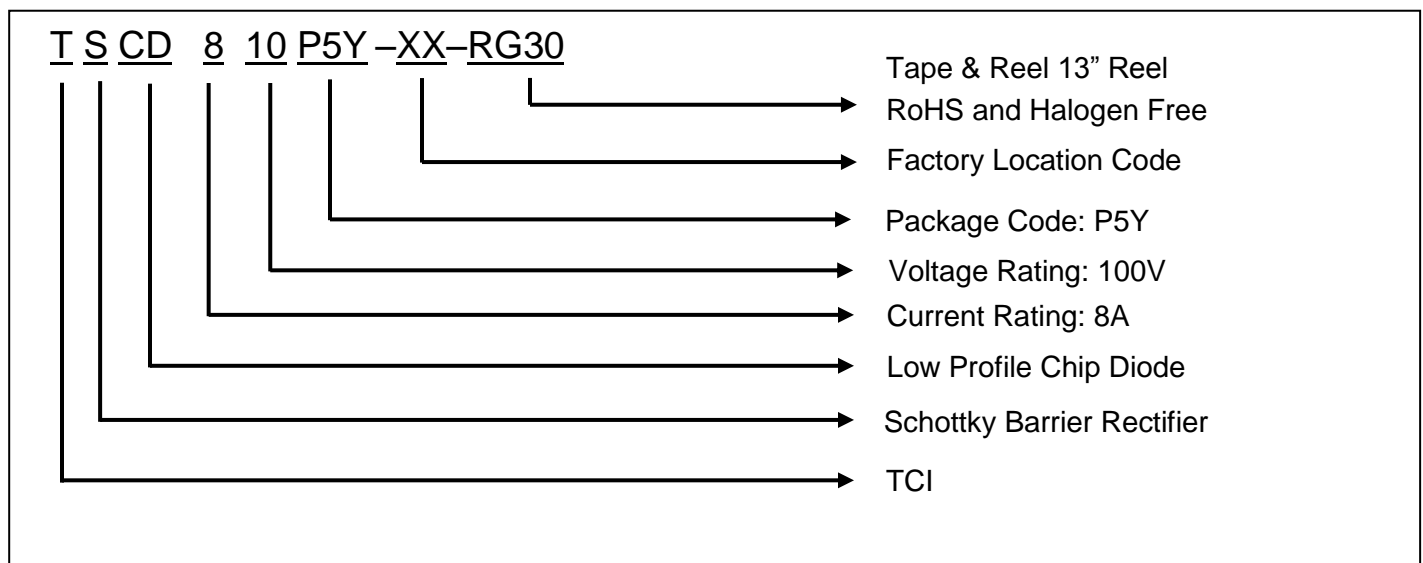 T S CD 8 10 P5Y –XX–RG30
Tape & Reel 13” Reel
RoHS and Halogen Free
Factory Location Code
Package Code: P5Y
Voltage Rating: 100V
Current Rating: 8A
Low Profile Chip Diode
Schottky Barrier Rectifier
TCI